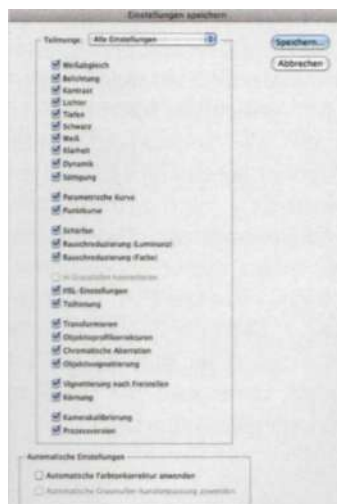 Einstellungen speichern
Teilmenge: Alle Einstellungen
Speichern...
Abbrechen
Weißabgleich
Belichtung
Kontrast
Lichter
Tiefen
Schwarz
Weiß
Klarheit
Dynamik
Sättigung
Parametrische Kurve
Punktkurve
Schärfen
Rauschreduzierung (Luminanz)
Rauschreduzierung (Farbe)
In Graustufen konvertieren
HSL-Einstellungen
Teiltonung
Transformieren
Objektivprofilkorrekturen
Chromatische Aberration
Objektivvignettierung
Vignettierung nach Freistellen
Körnung
Kamerakalibrierung
Prozessversion
Automatische Einstellungen
Automatische Farbtonkorrektur anwenden
Automatische Graustufen-Kanalanpassung anwenden